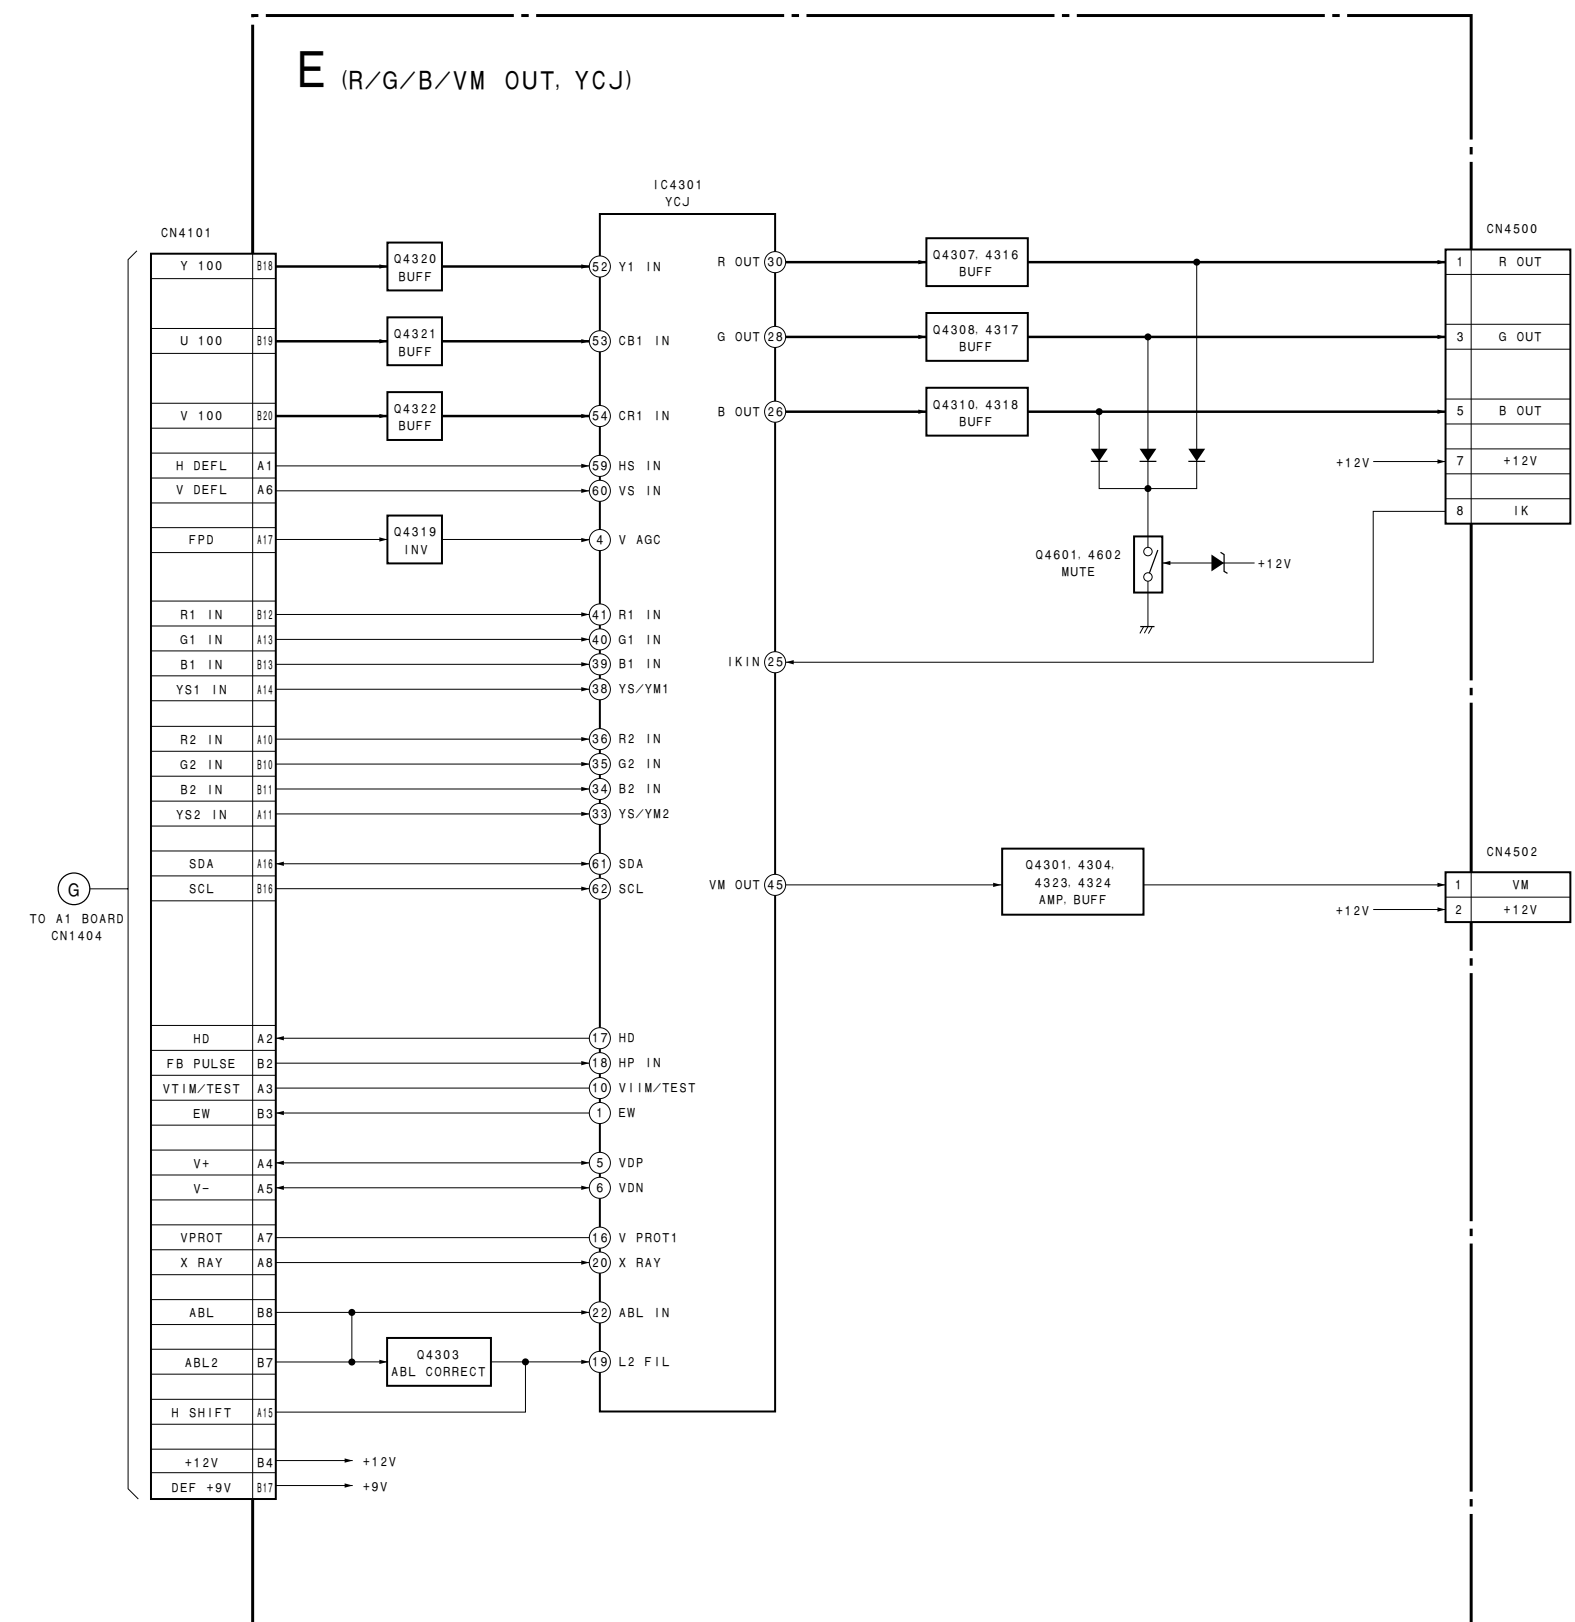 E (R/G/B/VM OUT, YCJ)
IC4301
YCJ
CN4101
Y 100 B18
Q4320
BUFF
52 Y1 IN
U 100 B19
Q4321
BUFF
53 CB1 IN
V 100 B20
Q4322
BUFF
54 CR1 IN
H DEFL A1
59 HS IN
V DEFL A6
60 VS IN
FPD A17
Q4319
INV
4 V AGC
R1 IN B12
41 R1 IN
G1 IN A13
40 G1 IN
B1 IN B13
39 B1 IN
YS1 IN A14
38 YS/YM1
R2 IN A10
36 R2 IN
G2 IN B10
35 G2 IN
B2 IN B11
34 B2 IN
YS2 IN A11
33 YS/YM2
SDA A16
61 SDA
SCL B16
62 SCL
G
TO A1 BOARD
CN1404
HD A2
17 HD
FB PULSE B2
18 HP IN
VTIM/TEST A3
10 VIIM/TEST
EW B3
1 EW
V+ A4
5 VDP
V- A5
6 VDN
VPROT A7
16 V PROT1
X RAY A8
20 X RAY
ABL B8
22 ABL IN
ABL2 B7
Q4303
ABL CORRECT
19 L2 FIL
H SHIFT A15
+12V B4
+12V
DEF +9V B17
+9V
R OUT 30
Q4307, 4316
BUFF
G OUT 28
Q4308, 4317
BUFF
B OUT 26
Q4310, 4318
BUFF
Q4601, 4602
MUTE
+12V
IKIN 25
VM OUT 45
Q4301, 4304,
4323, 4324
AMP, BUFF
CN4500
1 R OUT
3 G OUT
5 B OUT
+12V
7 +12V
8 IK
CN4502
1 VM
+12V
2 +12V